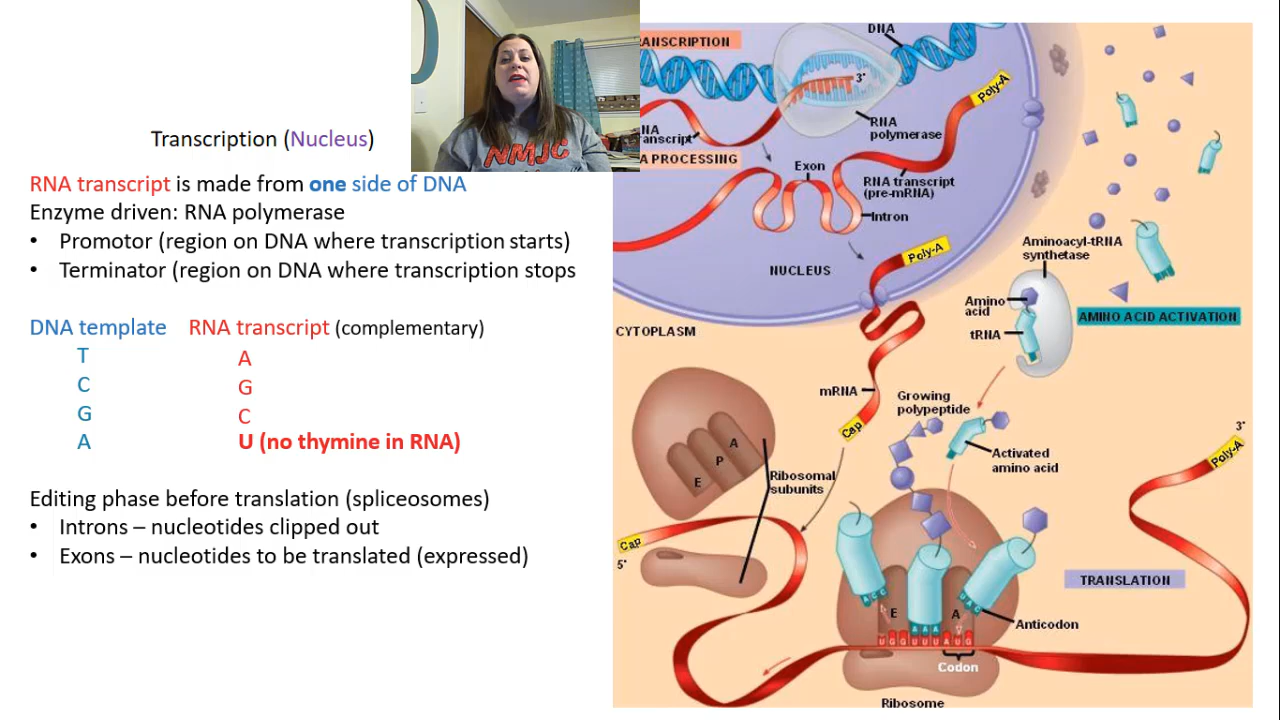 Transcription (Nucleus)
RNA transcript is made from one side of DNA
Enzyme driven: RNA polymerase
• Promotor (region on DNA where transcription starts)
• Terminator (region on DNA where transcription stops
DNA template RNA transcript (complementary)
T A
C G
G C
A U (no thymine in RNA)
Editing phase before translation (spliceosomes)
• Introns – nucleotides clipped out
• Exons – nucleotides to be translated (expressed)
NMJC
ANSCRIPTION
DNA
3'
Poly-A
RNA
polymerase
NA
anscript
A PROCESSING
Exon
RNA transcript
(pre-mRNA)
Intron
Poly-A
NUCLEUS
Aminoacyl-tRNA
synthetase
Amino
acid
tRNA
AMINO ACID ACTIVATION
CYTOPLASM
mRNA
Growing
polypeptide
Cap
Activated
amino acid
3'
Poly-A
A
P
E
Ribosomal
subunits
Cap
5'
TRANSLATION
A C C
U A C
E
A
Anticodon
A A A
U G G U U U A U G
Codon
Ribosome